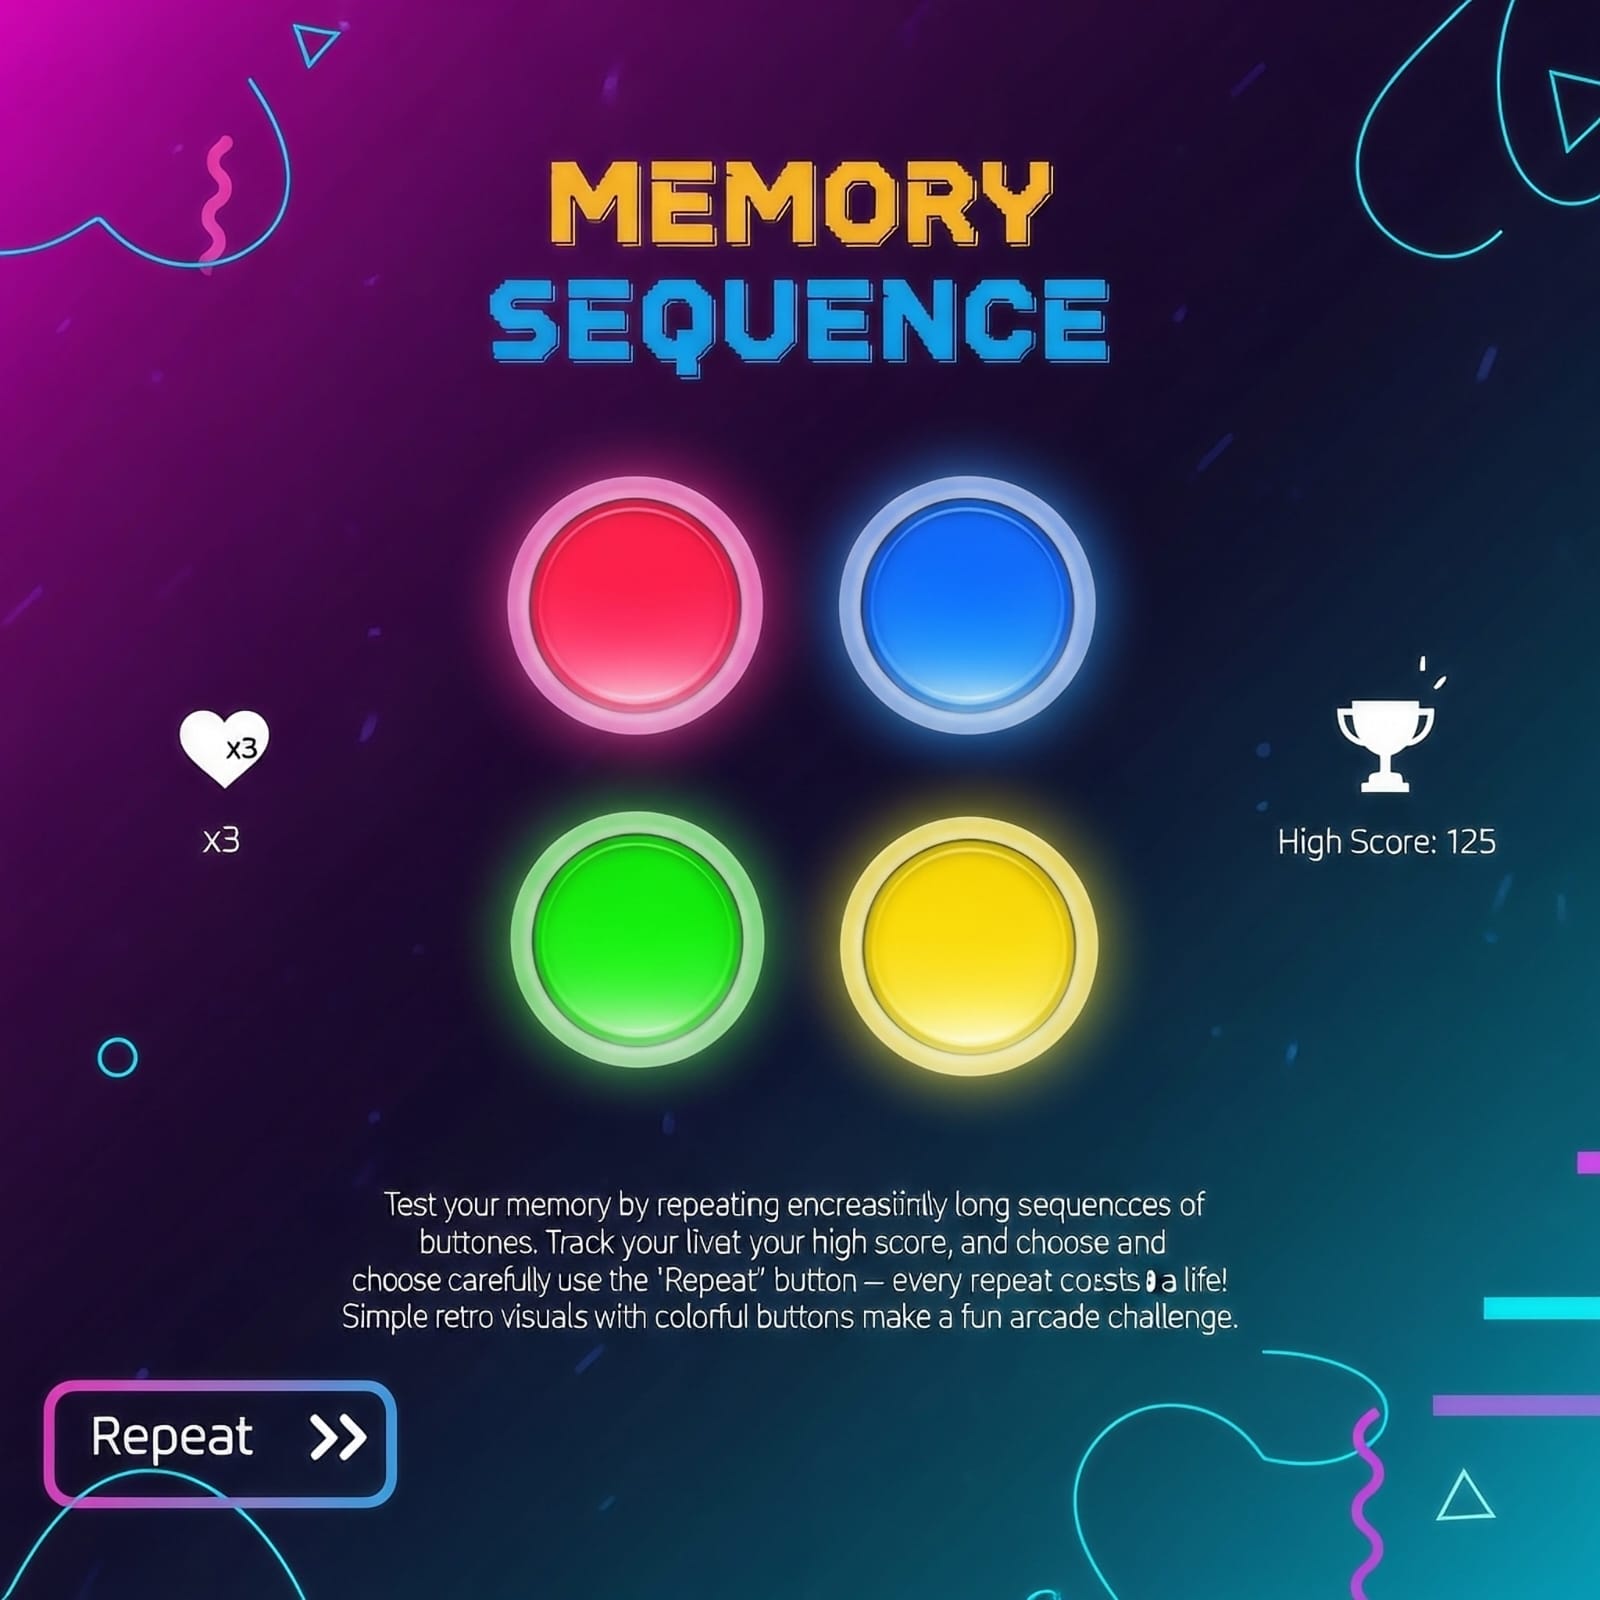 MEMORY
SEQUENCE
x3
x3
High Score: 125
Test your memory by repeating long sequencces of
buttones. Track your livet your high score, and choose and
choose carefully use the 'Repeat" button – every repeat a life!
Simple retro visuals with colorful buttons make a fun arcade challenge.
Repeat